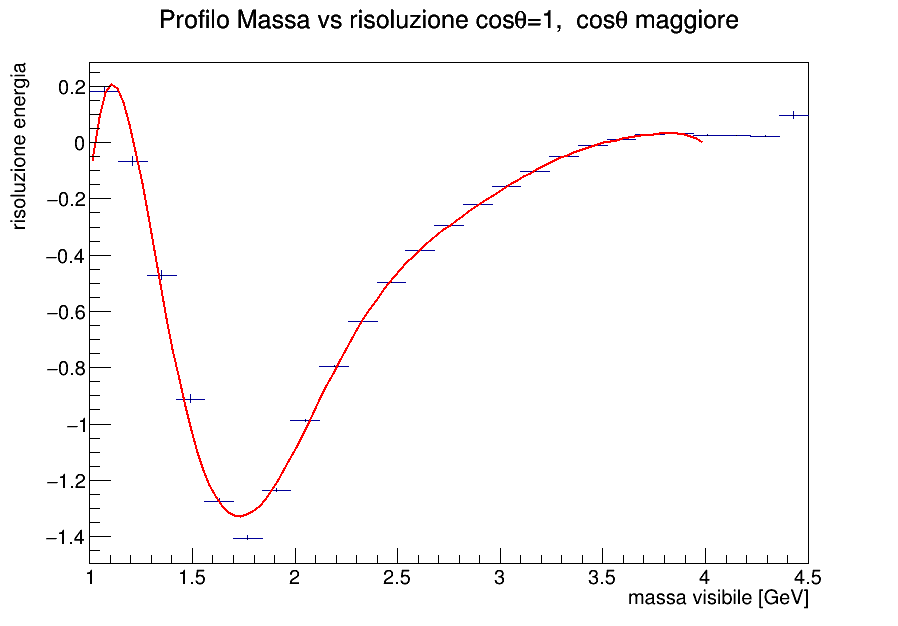 Profilo Massa vs risoluzione cosθ=1,  cosθ maggiore
risoluzione energia
0.2
0
−0.2
−0.4
−0.6
−0.8
−1
−1.2
−1.4
1 1.5 2 2.5 3 3.5 4 4.5
massa visibile [GeV]